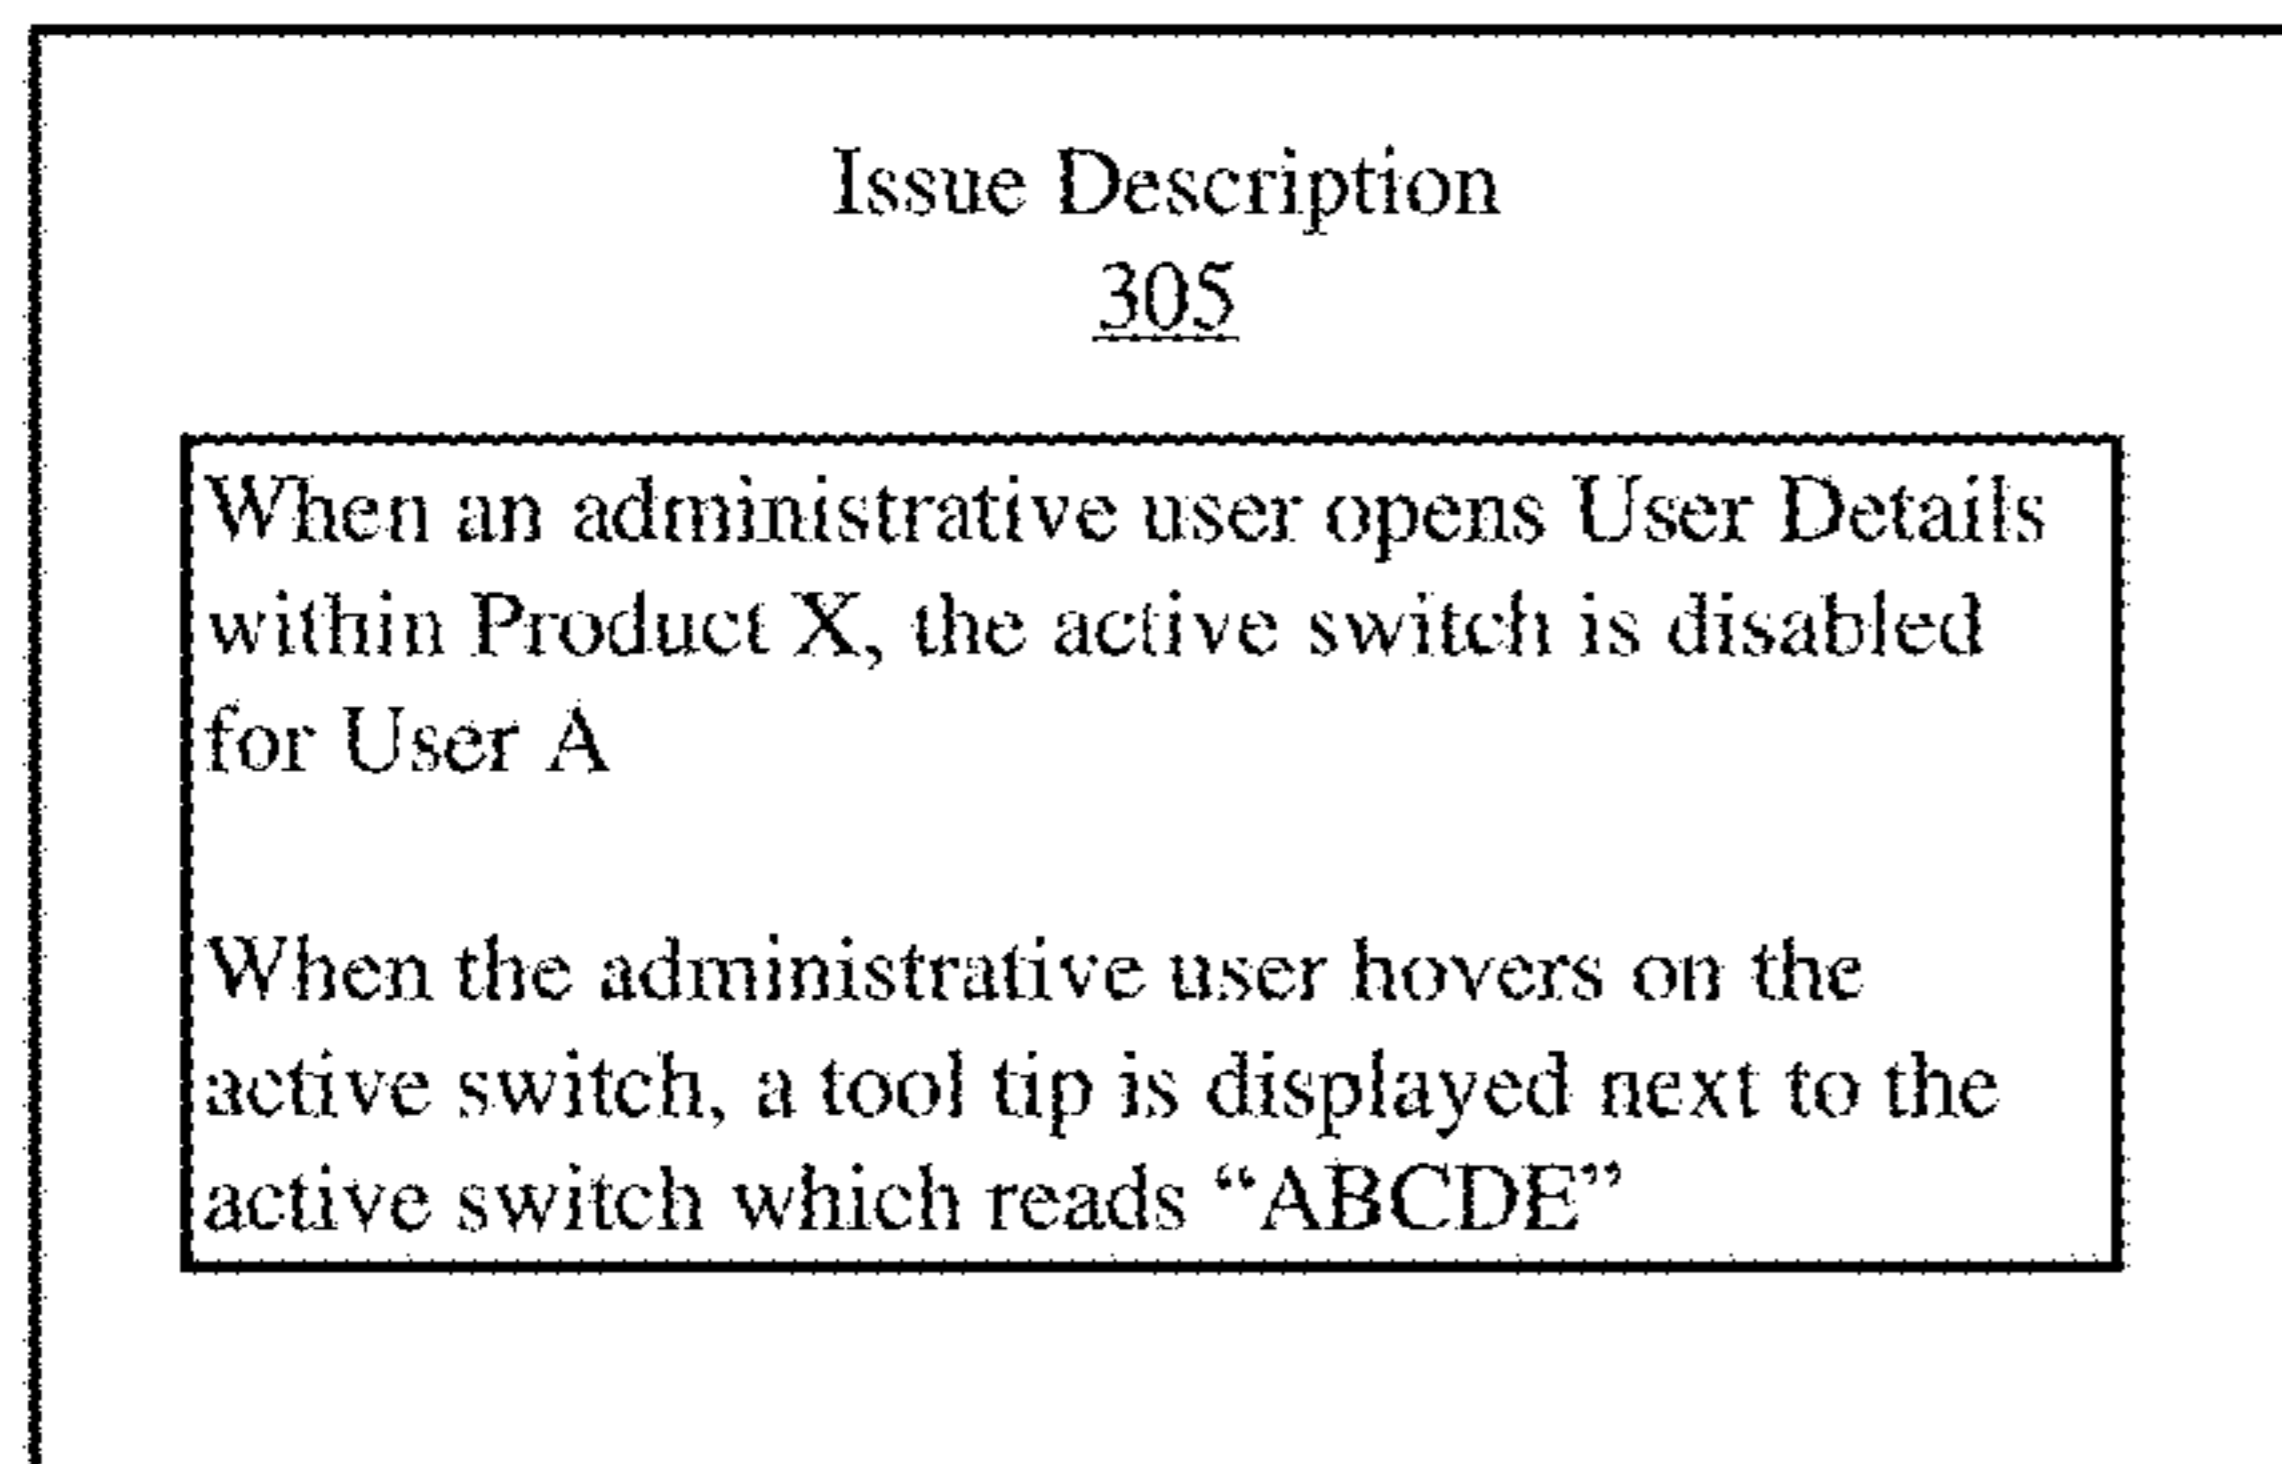 Issue Description
305
When an administrative user opens User Details
within Product X, the active switch is disabled
for User A
When the administrative user hovers on the
active switch, a tool tip is displayed next to the
active switch which reads “ABCDE”